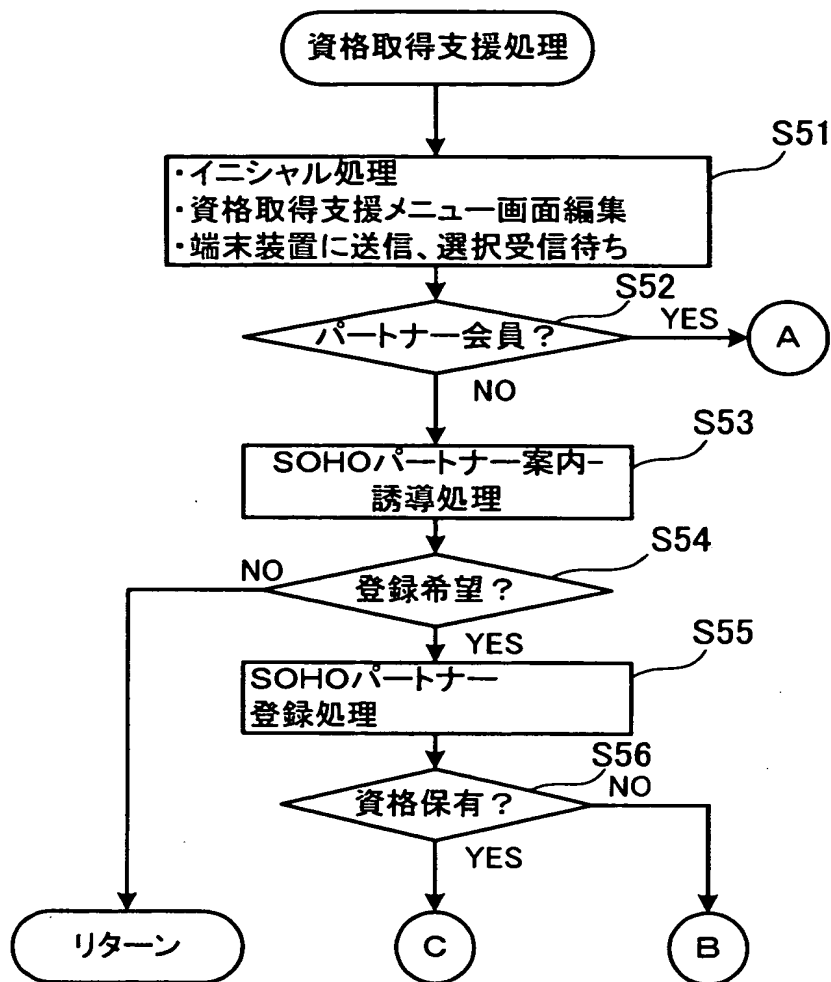 資格取得支援処理
S51
・イニシャル処理
・資格取得支援メニュー画面編集
・端末装置に送信、選択受信待ち
S52
パートナー会員？
YES
A
NO
S53
SOHOパートナー案内-
誘導処理
S54
NO
登録希望？
YES
S55
SOHOパートナー
登録処理
S56
資格保有？
NO
YES
リターン
C
B